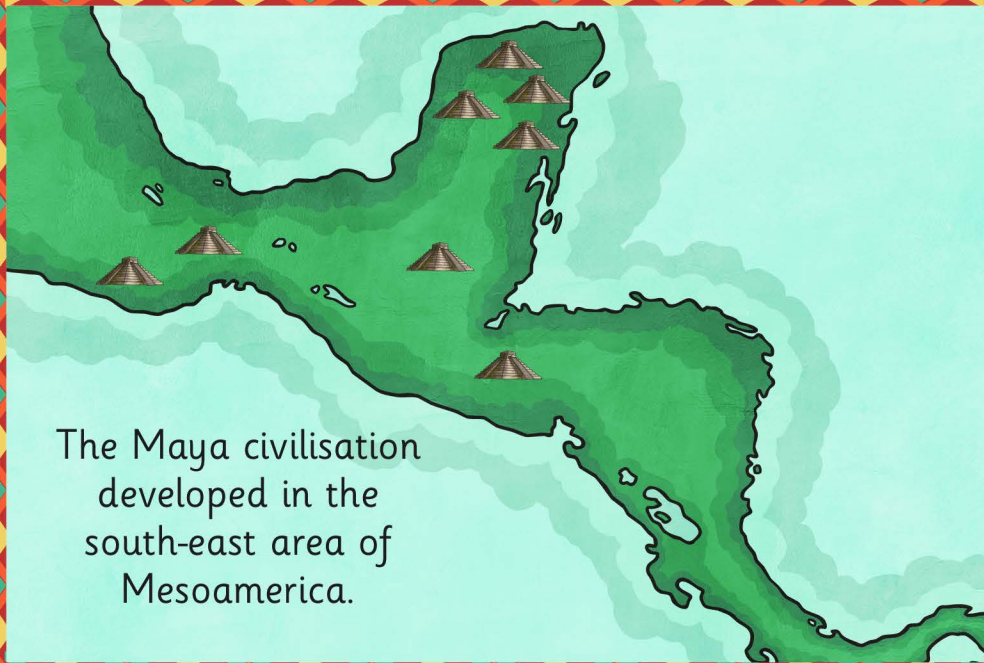 The Maya civilisation
developed in the
south-east area of
Mesoamerica.